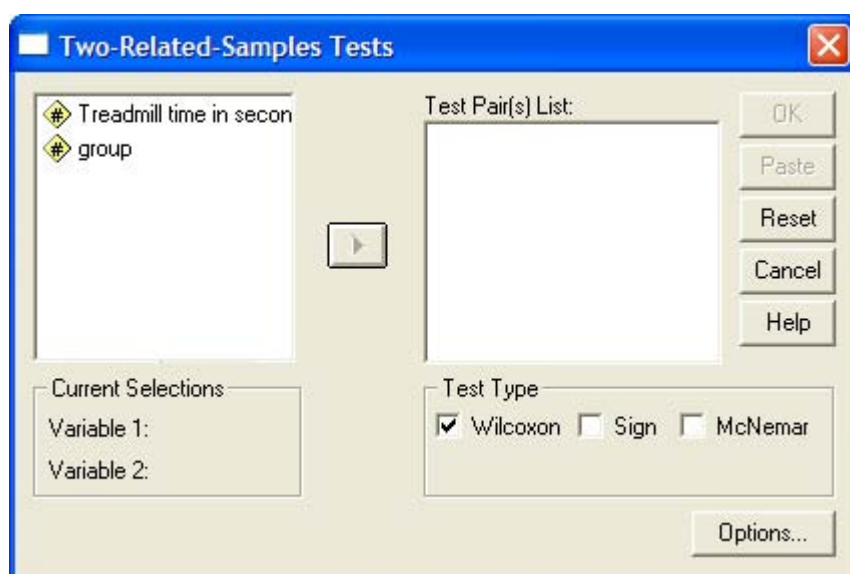 Two-Related-Samples Tests
# Treadmill time in secon
# group
Test Pair(s) List:
OK
Paste
Reset
Cancel
Help
Current Selections
Variable 1:
Variable 2:
Test Type
Wilcoxon Sign McNemar
Options...